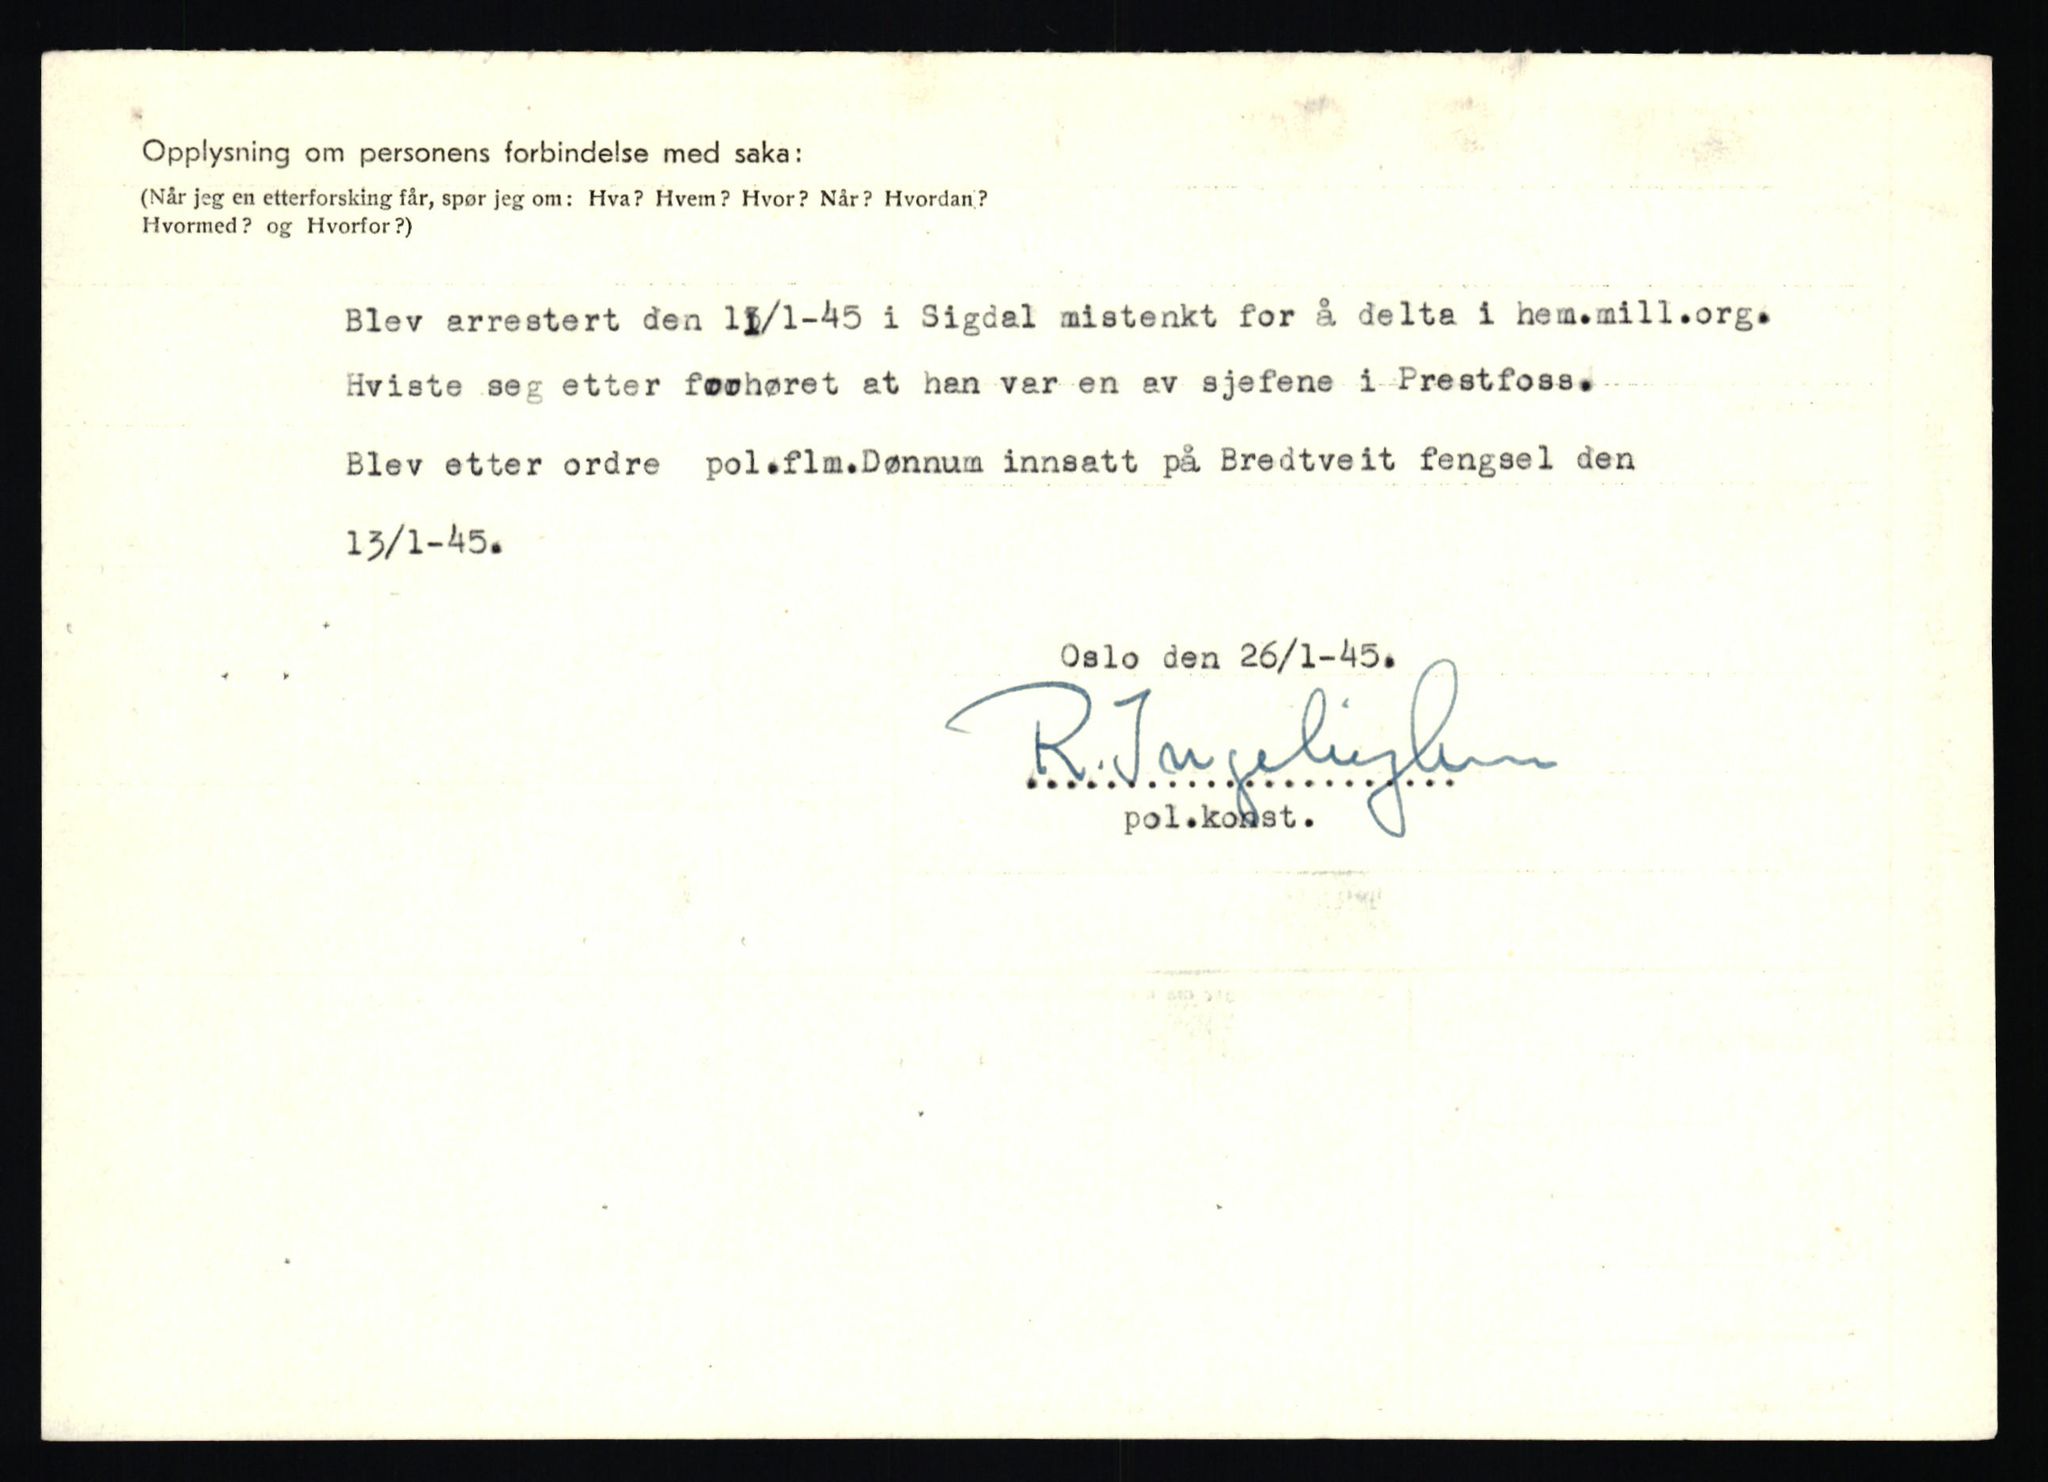 Opplysning om personens forbindelse med saka:
(Når jeg en etterforsking får, spør jeg om: Hva? Hvem? Hvor? Når? Hvordan?
Hvormed? og Hvorfor?)
Blev arrestert den 11/1-45 i Sigdal mistenkt for å delta i hem.mill.org.
Hviste seg etter forhøret at han var en av sjefene i Prestfoss.
Blev etter ordre pol.flm.Dønnum innsatt på Bredtveit fengsel den
13/1-45.
Oslo den 26/1-45.
R.
pol.konst.